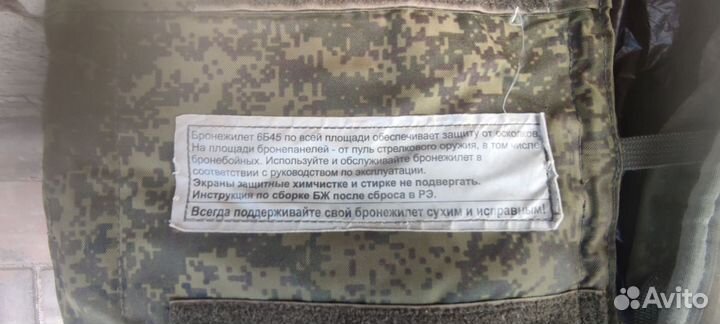 Бронежилет 6Б45 по всей площади обеспечивает защиту от осколков.
На площади бронепанелей - от пуль стрелкового оружия, в том числе
бронебойных. Используйте и обслуживайте бронежилет в
соответствии с руководством по эксплуатации.
Экраны защитные химчистке и стирке не подвергать.
Инструкция по сборке БЖ после сброса в РЭ.
Всегда поддерживайте свой бронежилет сухим и исправным!
Avito